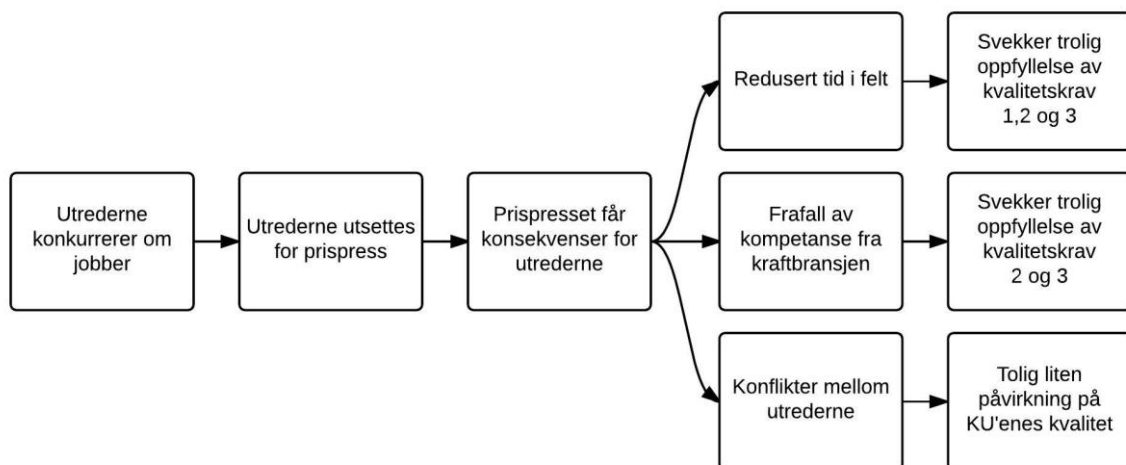 Utrederne
konkurrerer om
jobber
Utrederne utsettes
for prispress
Prispresset får
konsekvenser for
utrederne
Redusert tid i felt
Svekker trolig
oppfyllelse av
kvalitetskrav
1,2 og 3
Frafall av
kompetanse fra
kraftbransjen
Svekker trolig
oppfyllelse av
kvalitetskrav
2 og 3
Konflikter mellom
utrederne
Tolig liten
påvirkning på
KU'enes kvalitet